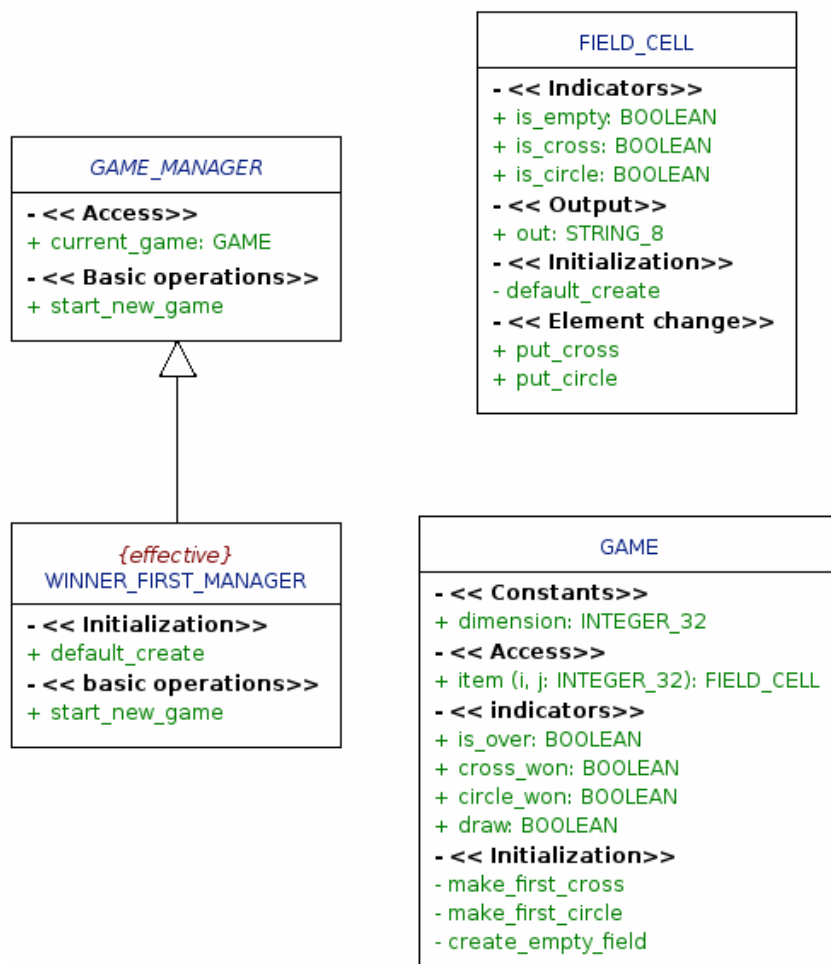 FIELD_CELL
- << Indicators>>
+ is_empty: BOOLEAN
+ is_cross: BOOLEAN
+ is_circle: BOOLEAN
- << Output>>
+ out: STRING_8
- << Initialization>>
- default_create
- << Element change>>
+ put_cross
+ put_circle
GAME_MANAGER
- << Access>>
+ current_game: GAME
- << Basic operations>>
+ start_new_game
{effective}
WINNER_FIRST_MANAGER
- << Initialization>>
+ default_create
- << basic operations>>
+ start_new_game
GAME
- << Constants>>
+ dimension: INTEGER_32
- << Access>>
+ item (i, j: INTEGER_32): FIELD_CELL
- << indicators>>
+ is_over: BOOLEAN
+ cross_won: BOOLEAN
+ circle_won: BOOLEAN
+ draw: BOOLEAN
- << Initialization>>
- make_first_cross
- make_first_circle
- create_empty_field